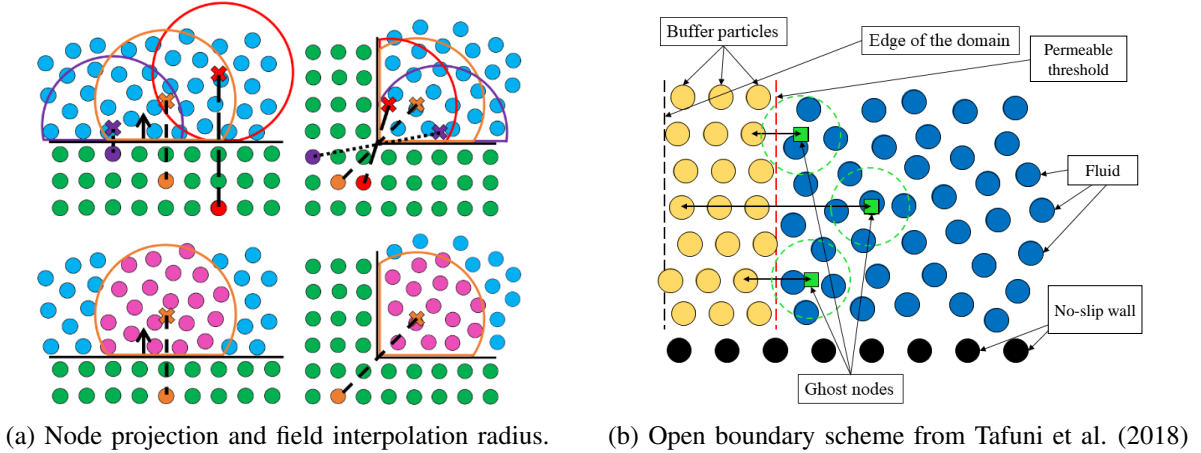 Buffer particles
Edge of the domain
Permeable
threshold
Fluid
No-slip wall
Ghost nodes
(a) Node projection and field interpolation radius.
(b) Open boundary scheme from Tafuni et al. (2018)